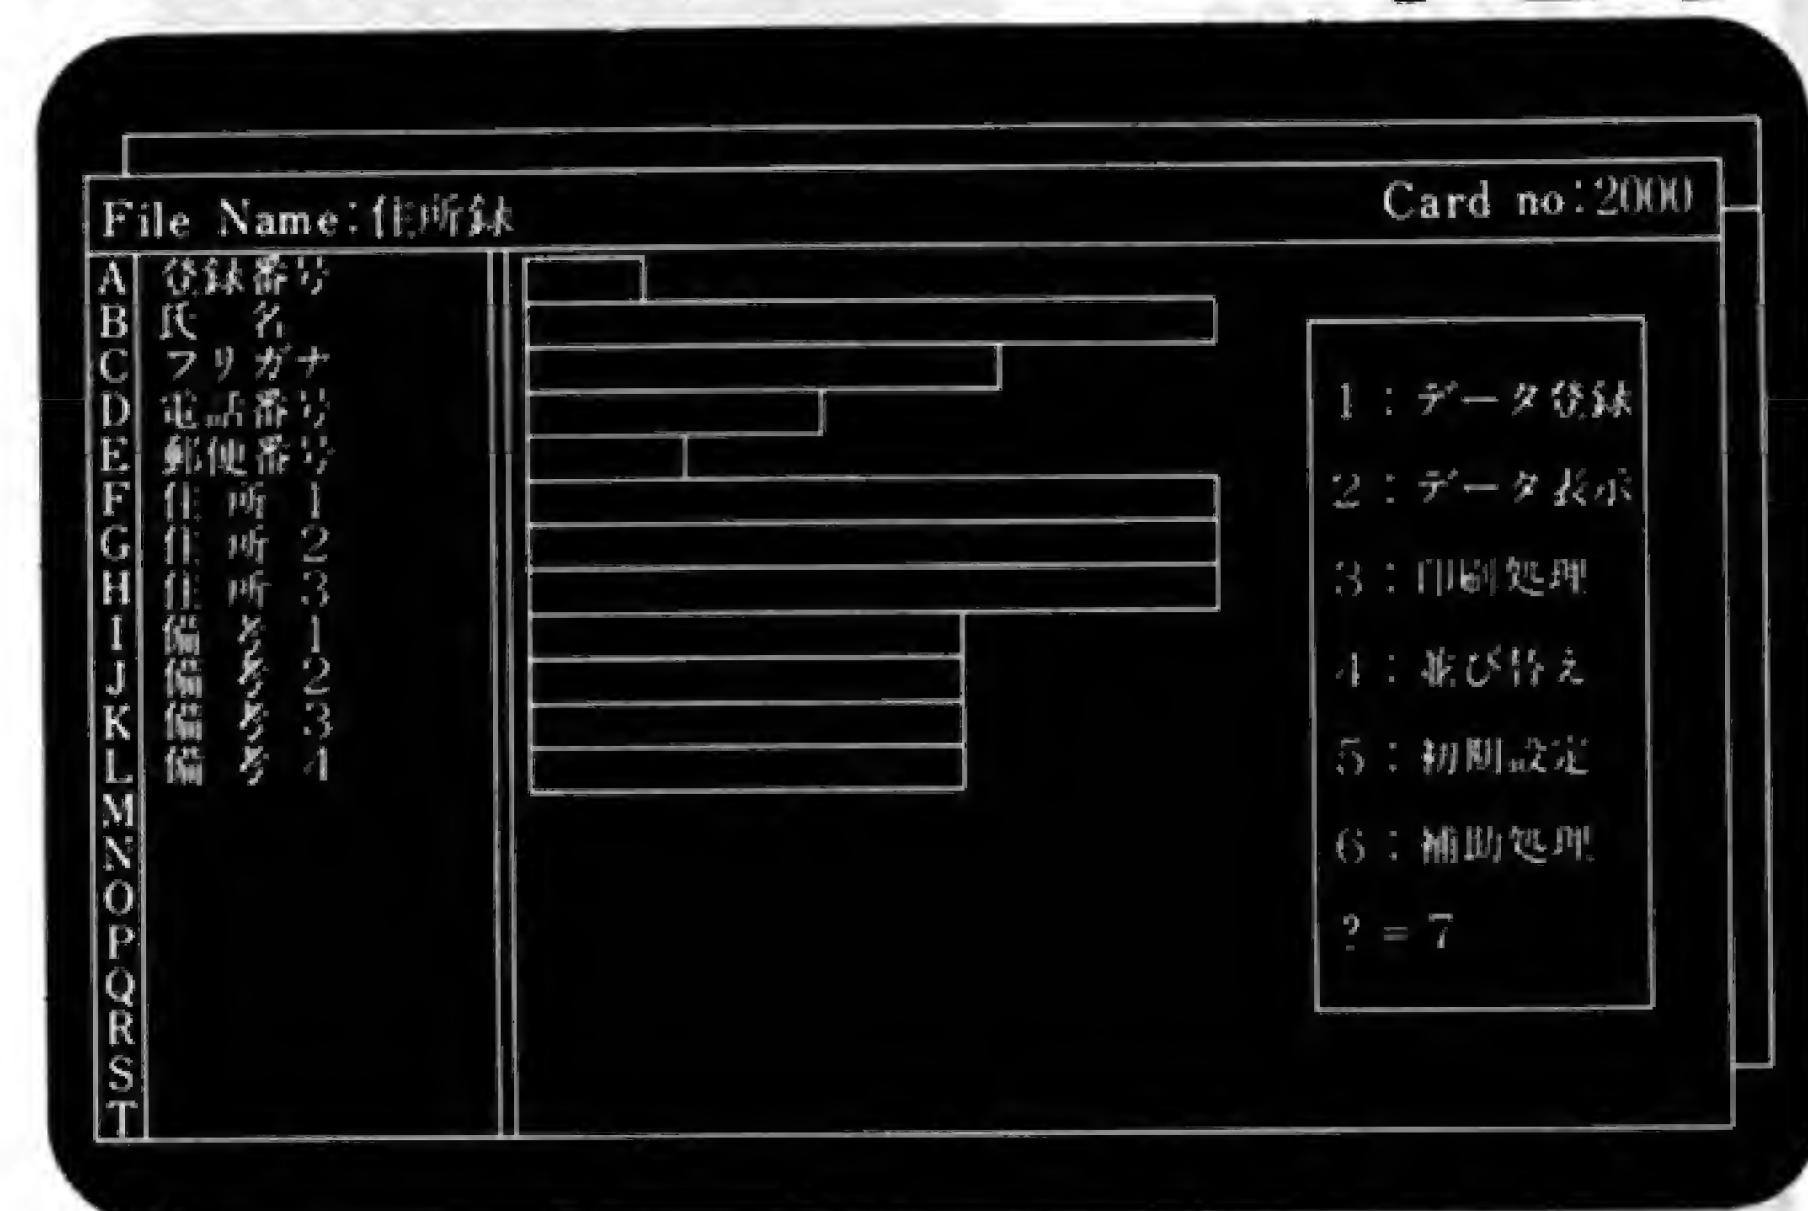 File Name:住所録
Card no:2000
A 登録番号
B 氏 名
C フリガナ
D 電話番号
E 郵便番号
F 住 所 1
G 住 所 2
H 住 所 3
I 備 考 1
J 備 考 2
K 備 考 3
L 備 考 4
M
N
O
P
Q
R
S
T
1:データ登録
2:データ表示
3:印刷処理
4:並び替え
5:初期設定
6:補助処理
?=7